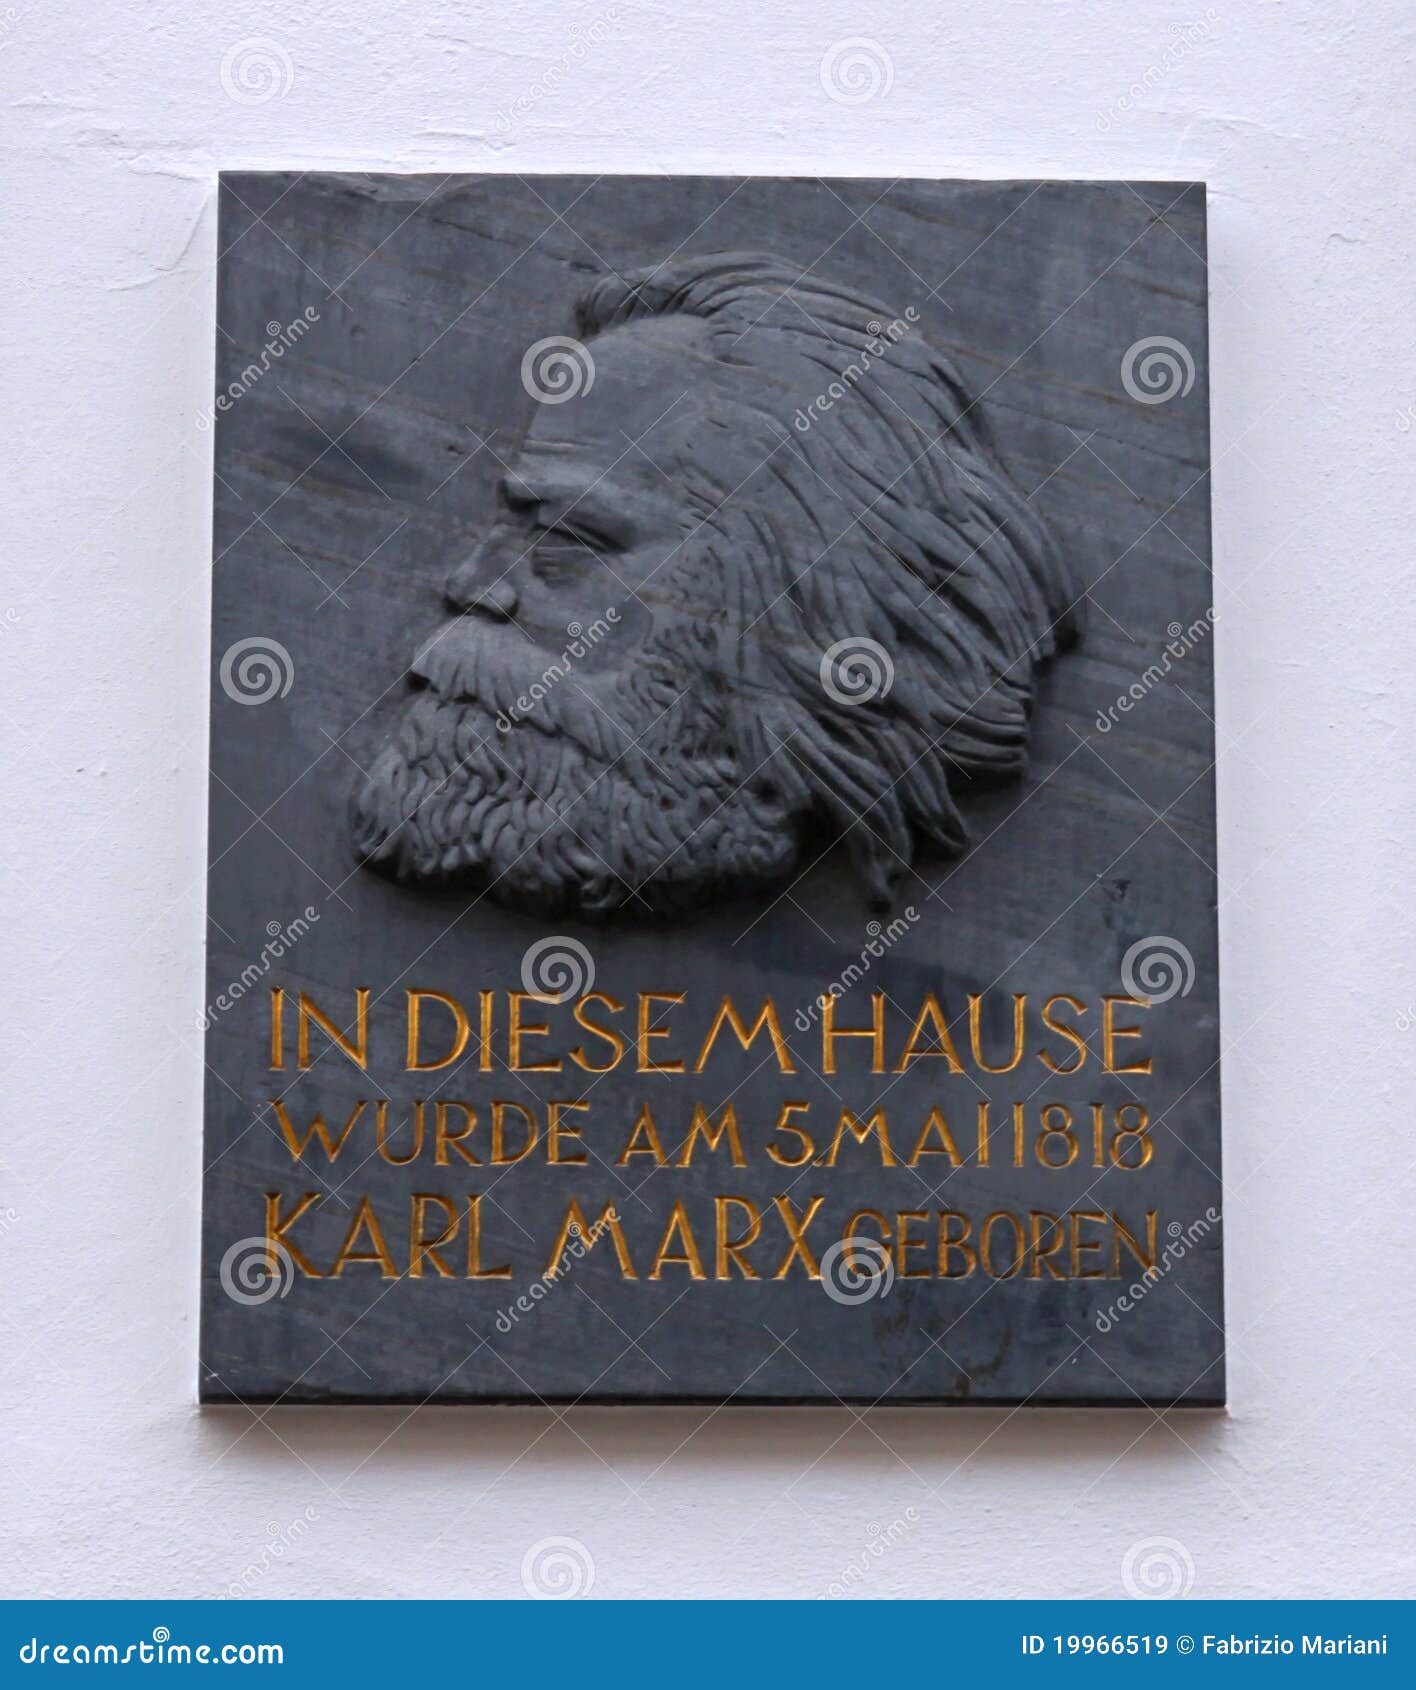 IN DIESEM HAUSE
WURDE AM 5. MAI 1818
KARL MARX GEBOREN
dreamstime.com
ID 19966519 © Fabrizio Mariani